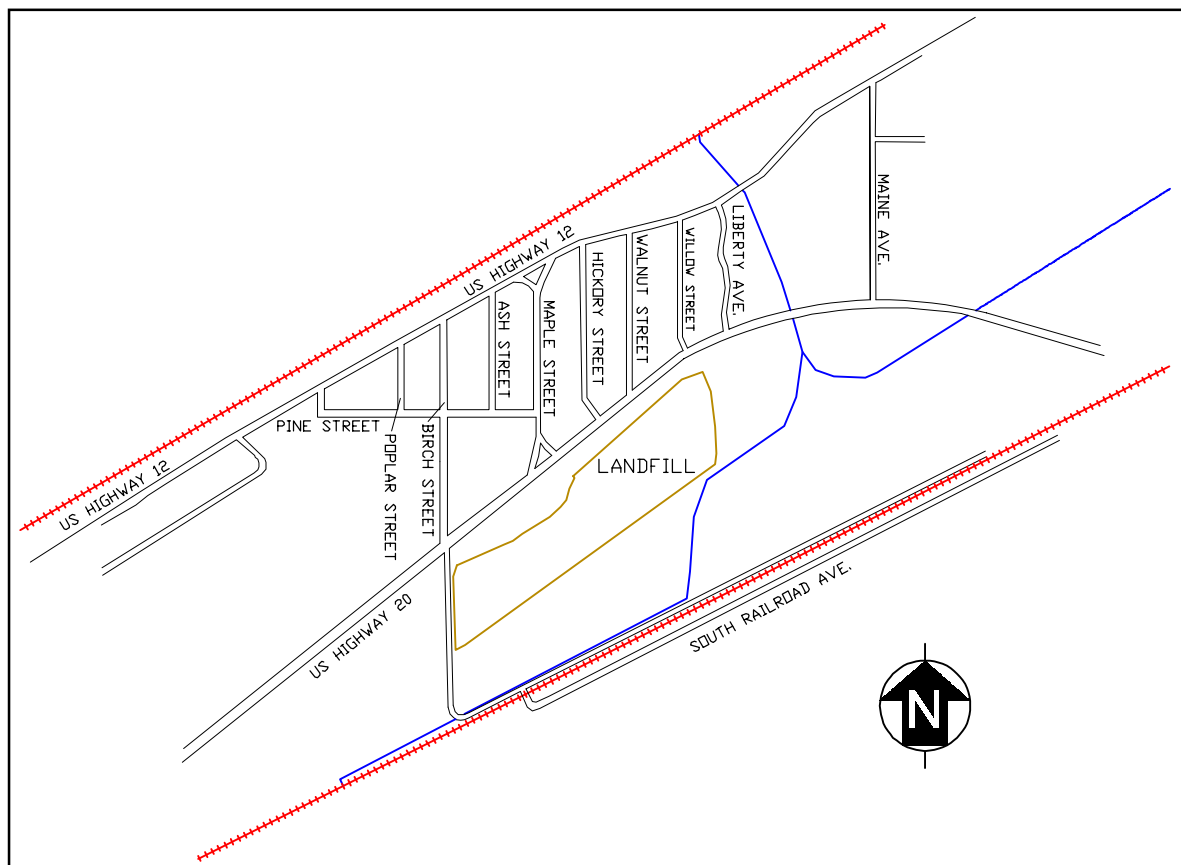 US HIGHWAY 12
MAINE AVE.
LIBERTY AVE.
WILLOW STREET
WALNUT STREET
HICKORY STREET
MAPLE STREET
ASH STREET
PINE STREET
BIRCH STREET
POPLAR STREET
US HIGHWAY 12
LANDFILL
US HIGHWAY 20
SOUTH RAILROAD AVE.
N